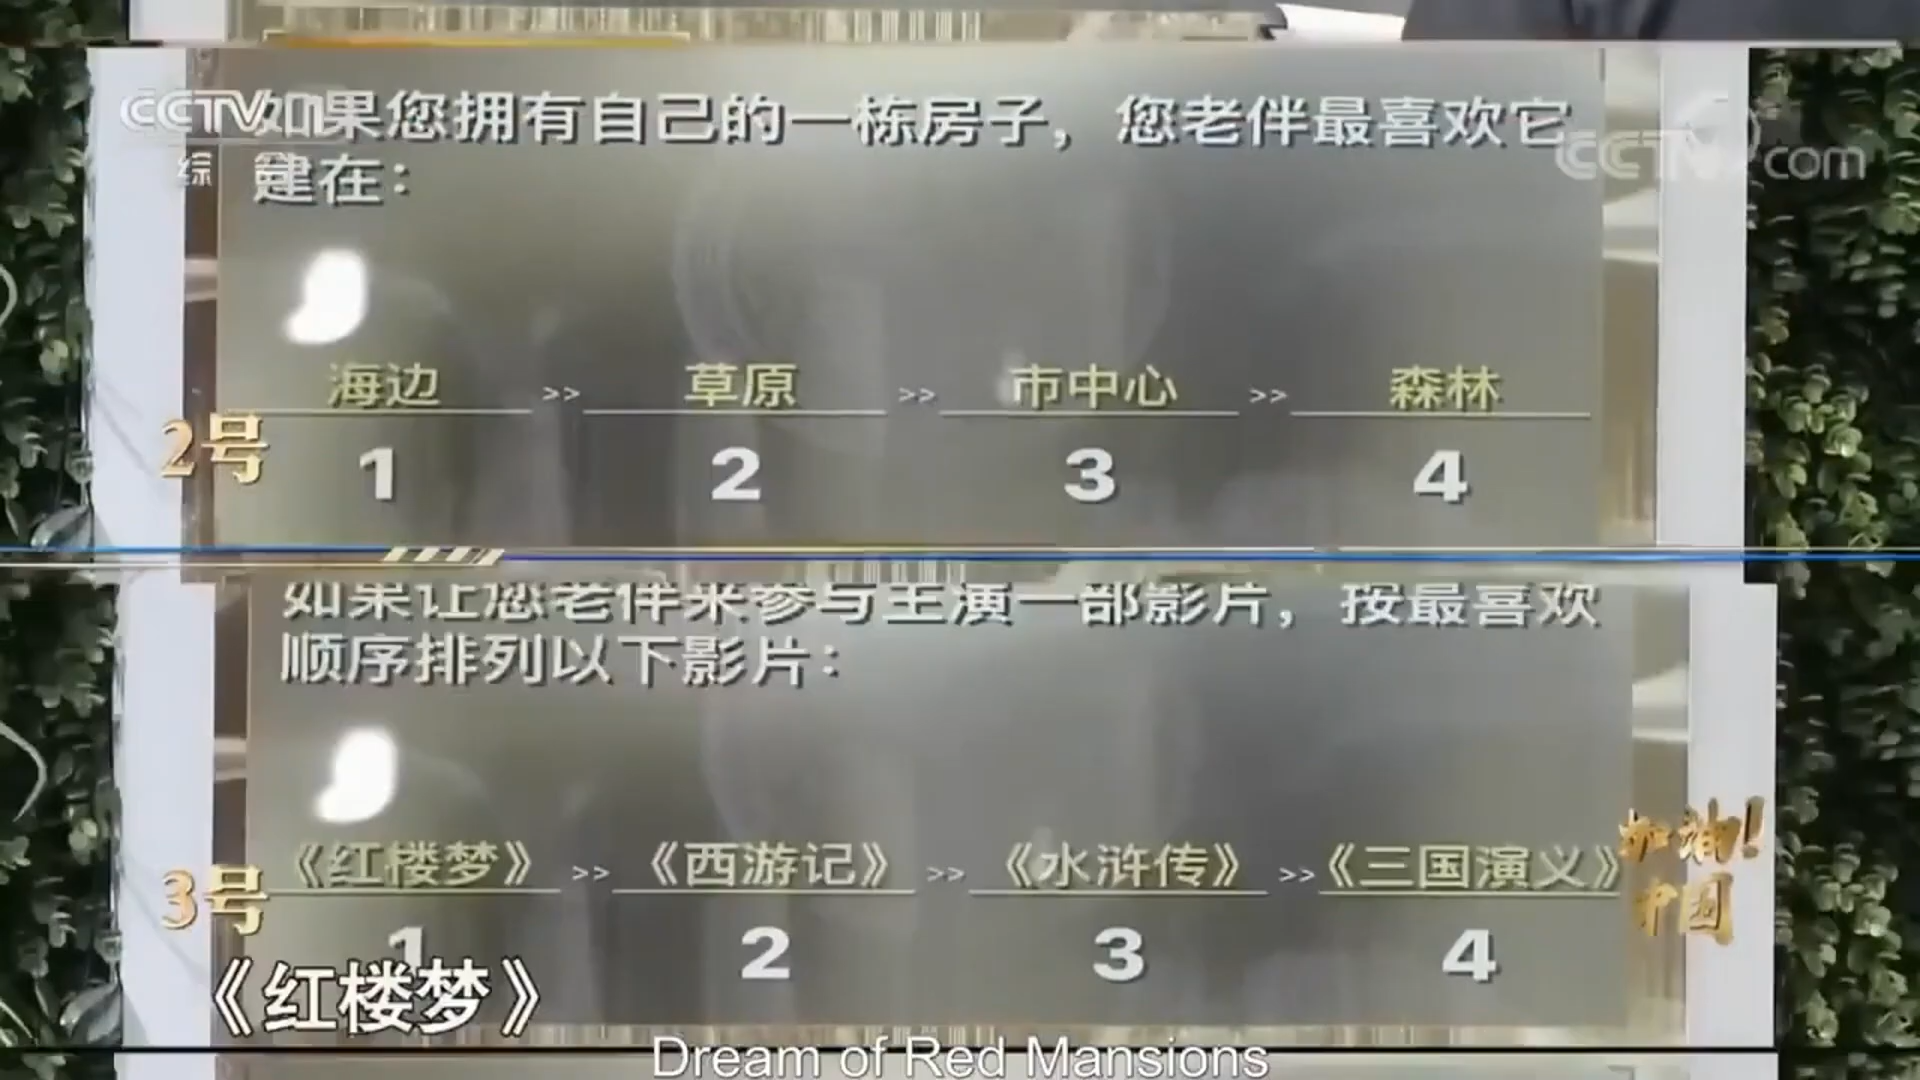 CCTV 1
综
CCTV com
如果您拥有自己的一栋房子，您老伴最喜欢它
建在：
海边 >> 草原 >> 市中心 >> 森林
2号
1 2 3 4
如果让您老伴来参与主演一部影片，按最喜欢
顺序排列以下影片：
《红楼梦》 >> 《西游记》 >> 《水浒传》 >> 《三国演义》
加油!
中国
3号
1 2 3 4
《红楼梦》
Dream of Red Mansions